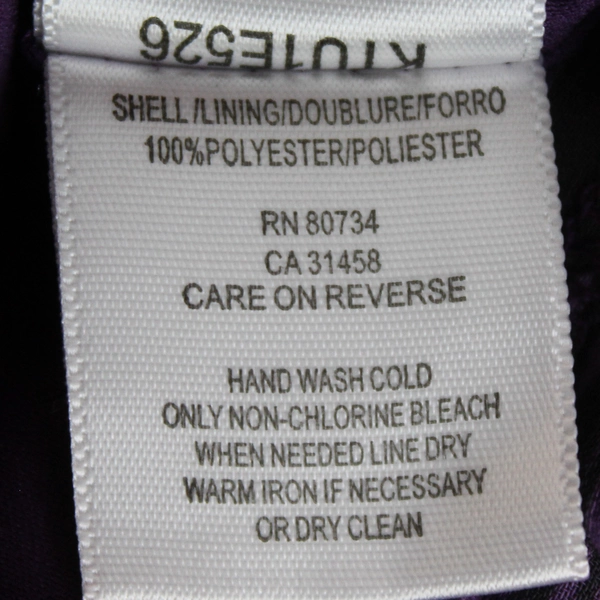 K101E526
SHELL/LINING/DOUBLURE/FORRO
100%POLYESTER/POLIESTER
RN 80734
CA 31458
CARE ON REVERSE
HAND WASH COLD
ONLY NON-CHLORINE BLEACH
WHEN NEEDED LINE DRY
WARM IRON IF NECESSARY
OR DRY CLEAN